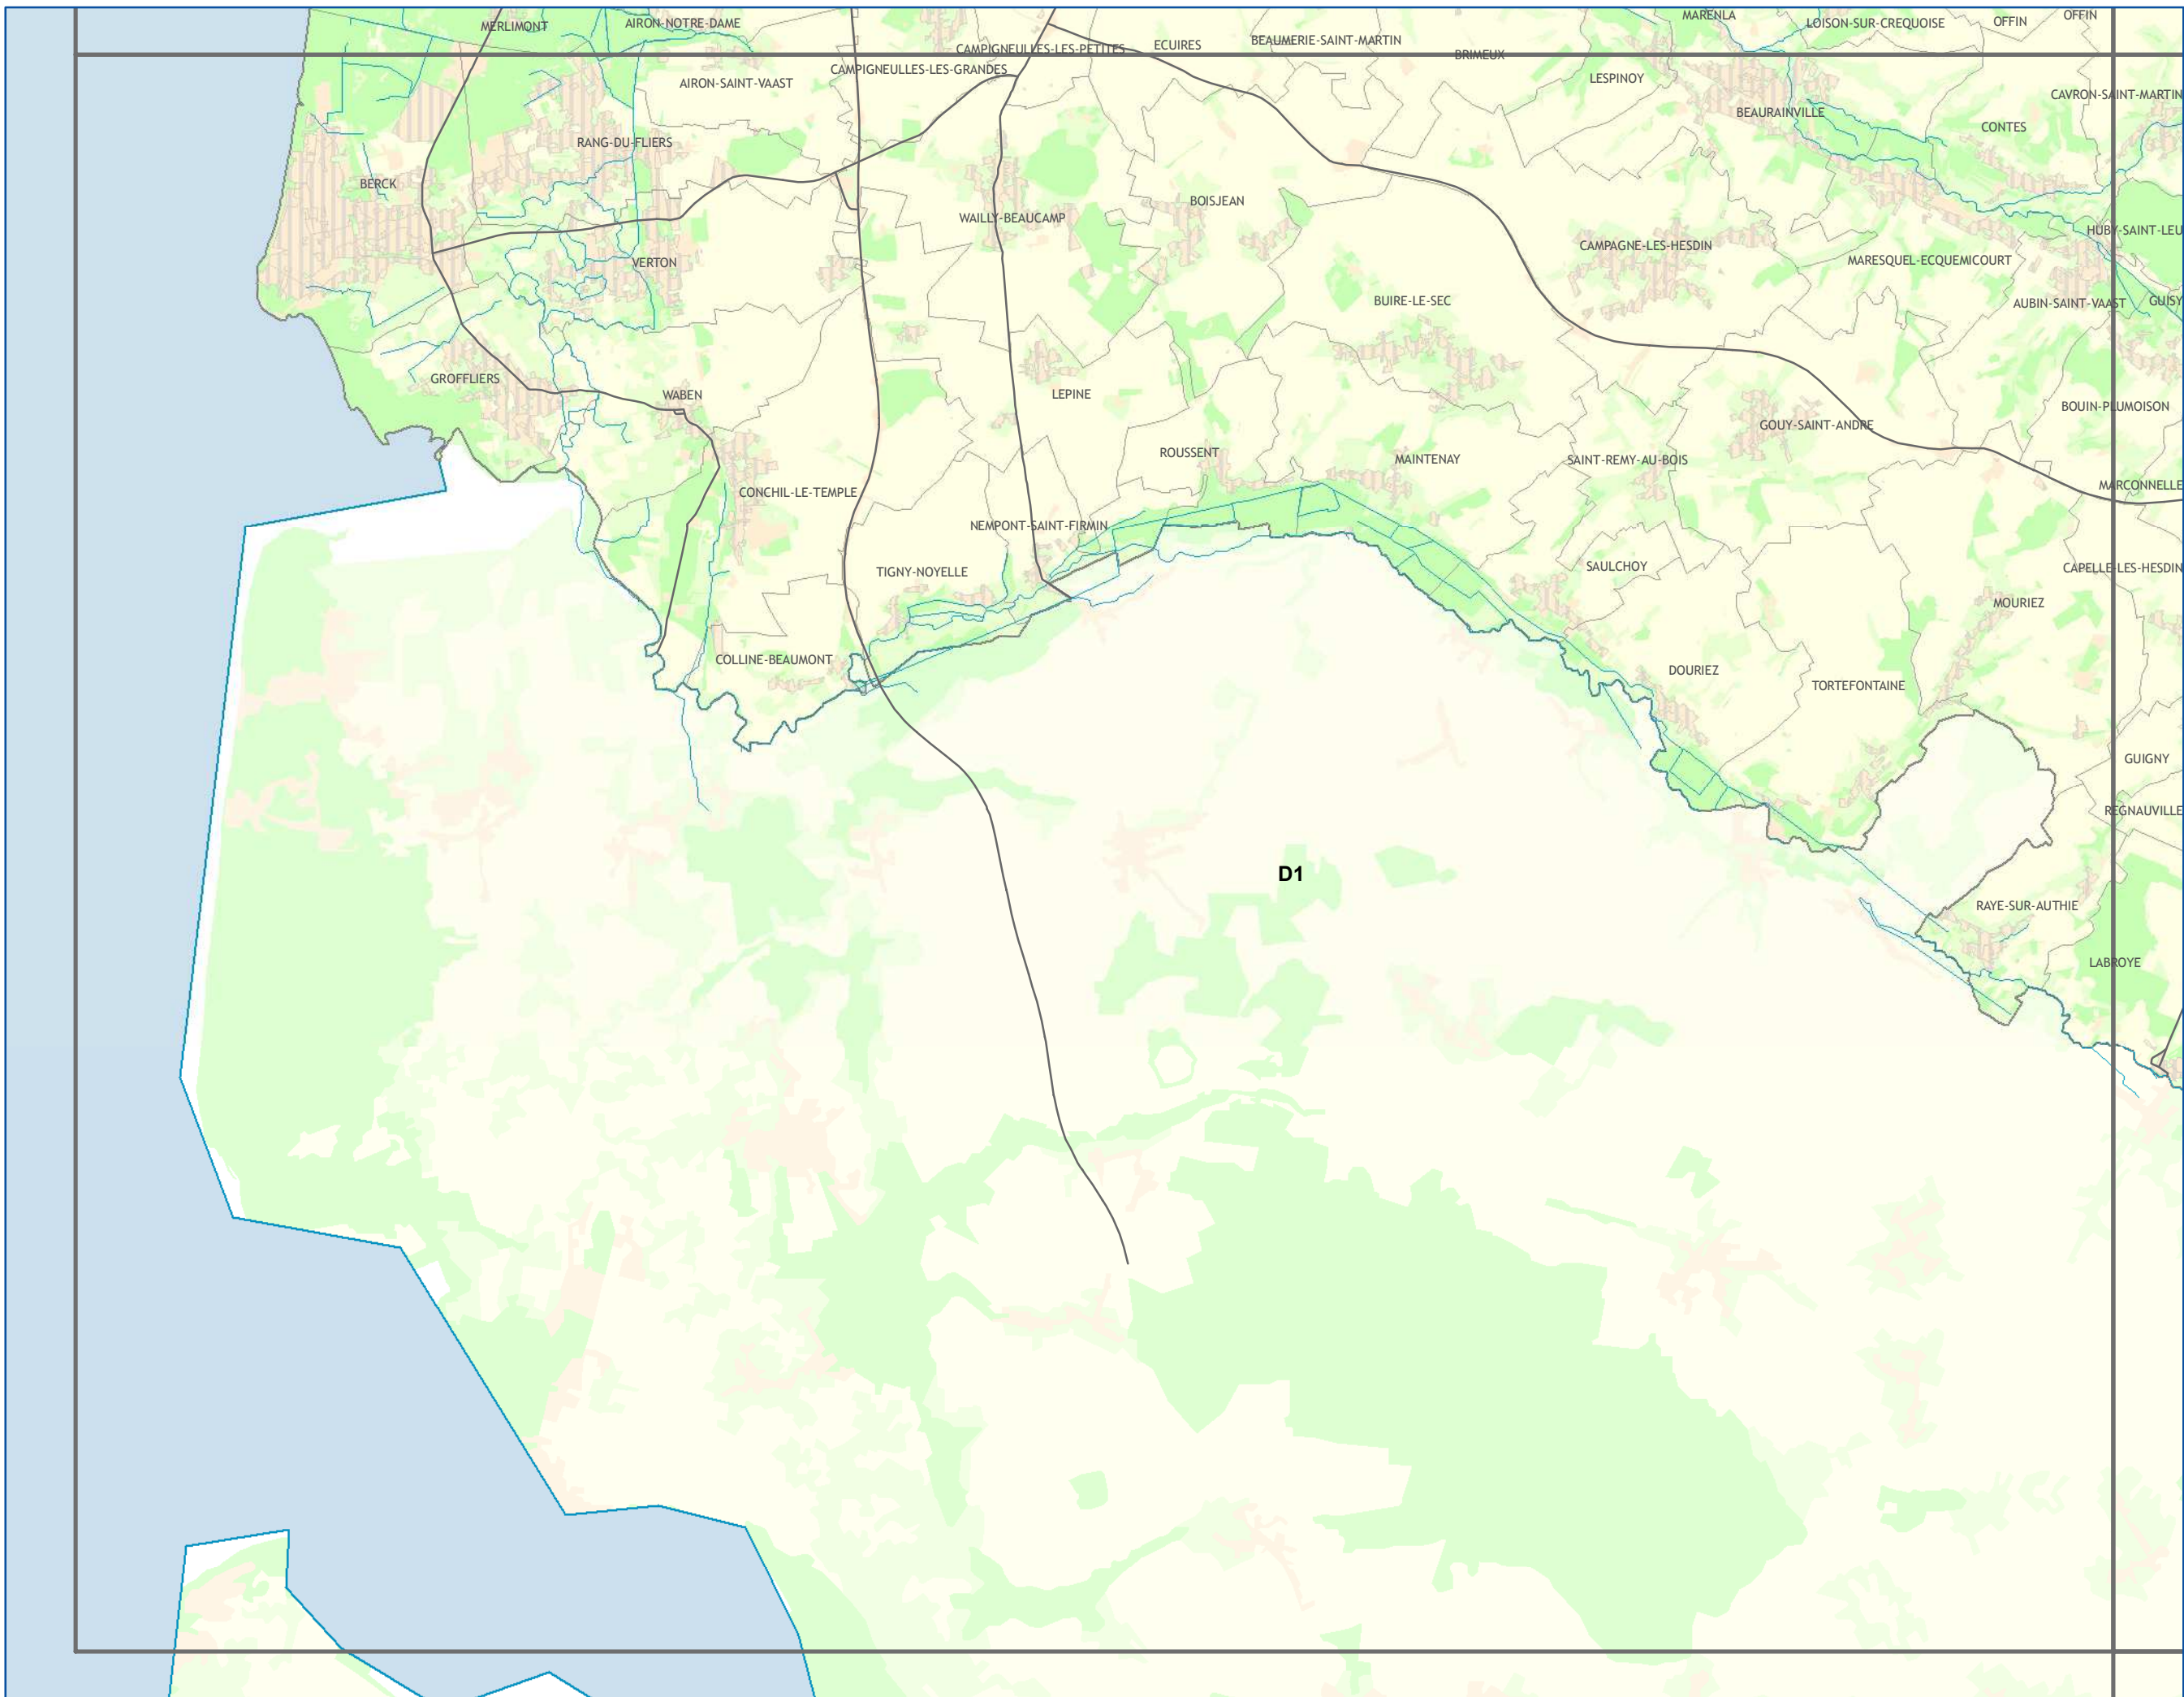 MERLIMONT
AIRON-NOTRE-DAME
MARENLA
LOISON-SUR-CREQUOISE
OFFIN
OFFIN
CAMPIGNEULLES-LES-PETITES
ECUIRES
BEAUMERIE-SAINT-MARTIN
BRIMEUX
CAMPIGNEULLES-LES-GRANDES
AIRON-SAINT-VAAST
LESPINOY
CAVRON-SAINT-MARTIN
BEAURAINVILLE
CONTES
RANG-DU-FLIERS
BERCK
BOISJEAN
WAILLY-BEAUCAMP
HUBY-SAINT-LEU
CAMPAGNE-LES-HESDIN
MARESQUEL-ECQUEMICOURT
VERTON
BUIRE-LE-SEC
AUBIN-SAINT-VAAST
GUISY
GROFFLIERS
WABEN
LEPINE
BOUIN-PLUMOISON
GOUY-SAINT-ANDRE
ROUSSENT
MAINTENAY
SAINT-REMY-AU-BOIS
MARCONNELLE
CONCHIL-LE-TEMPLE
NEMPONT-SAINT-FIRMIN
TIGNY-NOYELLE
SAULCHOY
CAPELLE-LES-HESDIN
MOURIEZ
COLLINE-BEAUMONT
DOURIEZ
TORTEFONTAINE
GUIGNY
REGNAUVILLE
D1
RAYE-SUR-AUTHIE
LABROYE